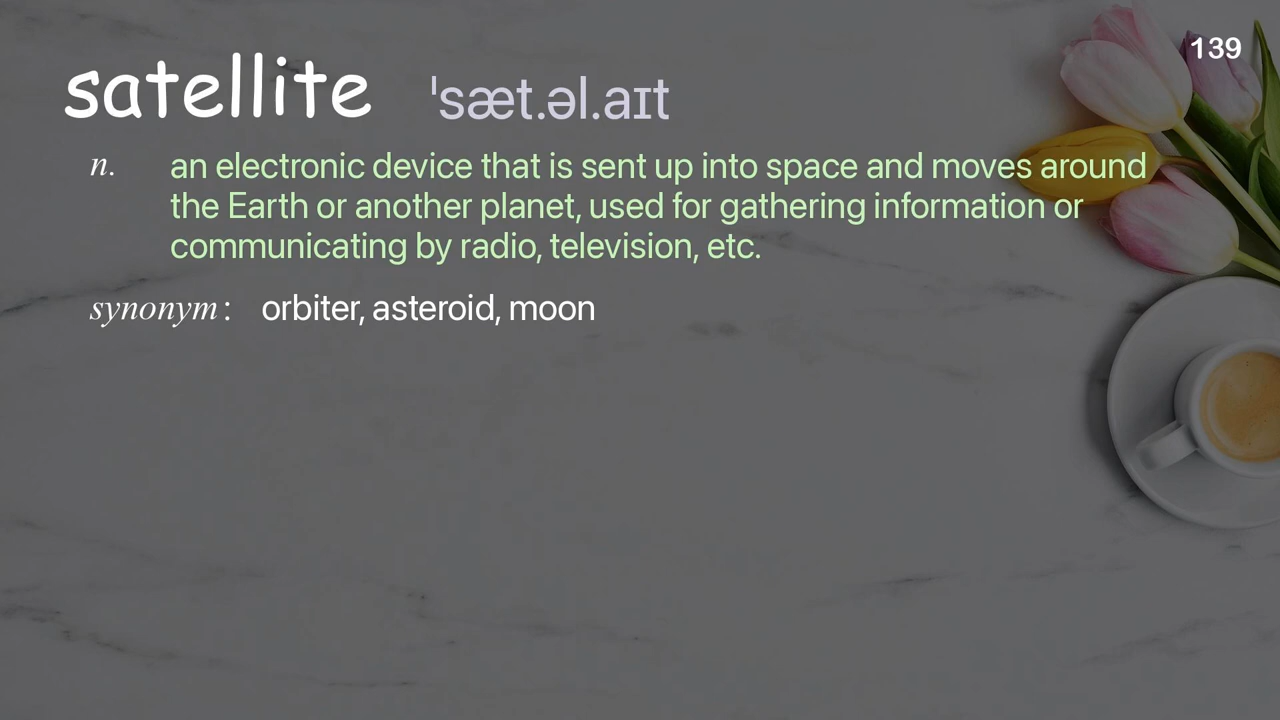 139
satellite ˈsæt.əl.aɪt
n. an electronic device that is sent up into space and moves around
the Earth or another planet, used for gathering information or
communicating by radio, television, etc.
synonym: orbiter, asteroid, moon